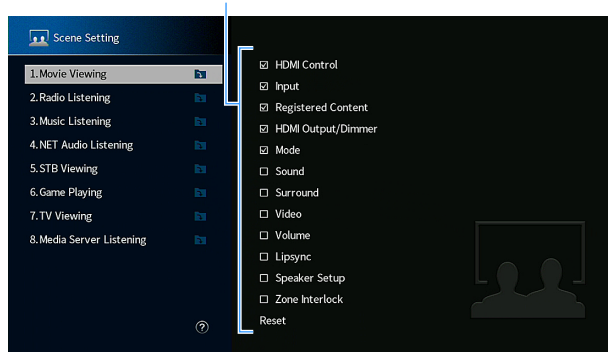 Scene Setting
1.Movie Viewing
2.Radio Listening
3.Music Listening
4.NET Audio Listening
5.STB Viewing
6.Game Playing
7.TV Viewing
8.Media Server Listening
?
HDMI Control
Input
Registered Content
HDMI Output/Dimmer
Mode
Sound
Surround
Video
Volume
Lipsync
Speaker Setup
Zone Interlock
Reset